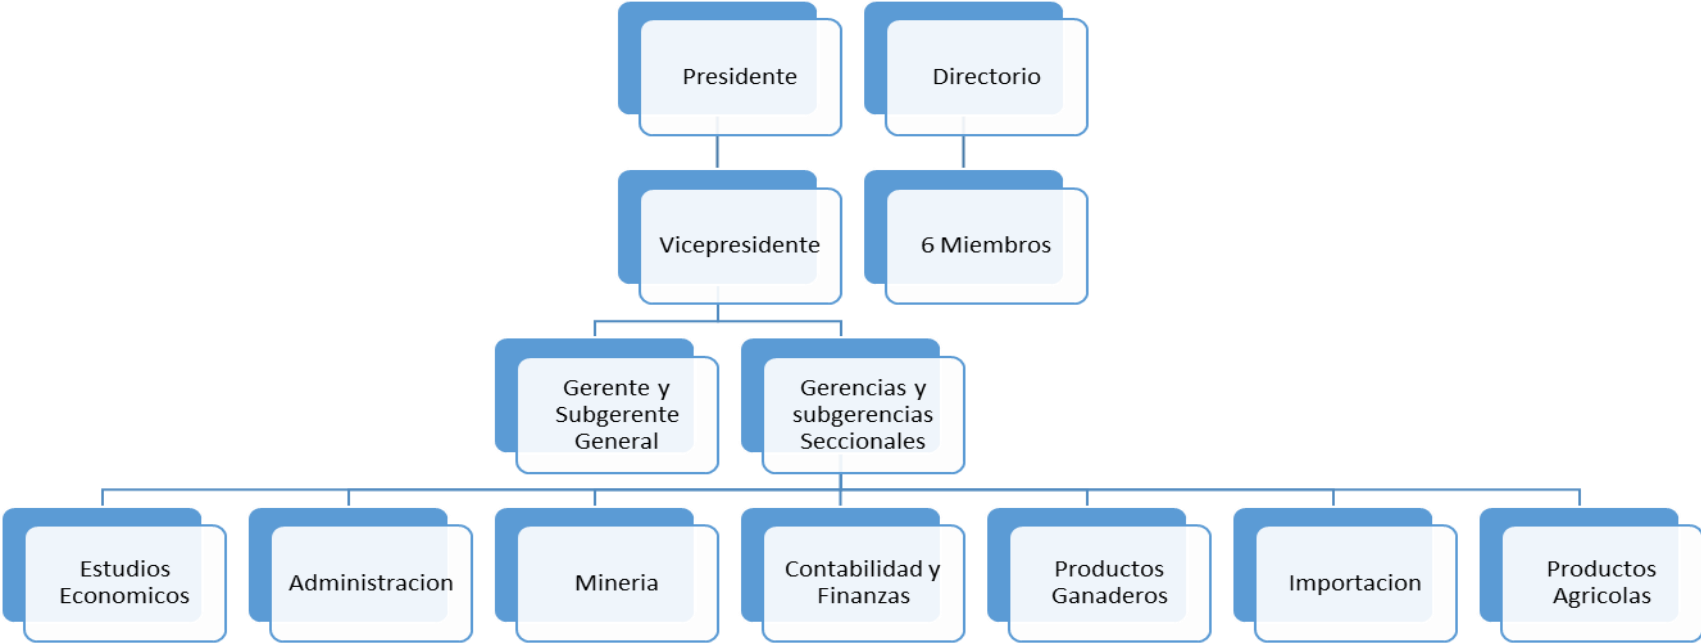 Presidente
Directorio
Vicepresidente
6 Miembros
Gerente y
Subgerente
General
Gerencias y
subgerencias
Seccionales
Estudios
Economicos
Administracion
Mineria
Contabilidad y
Finanzas
Productos
Ganaderos
Importacion
Productos
Agricolas